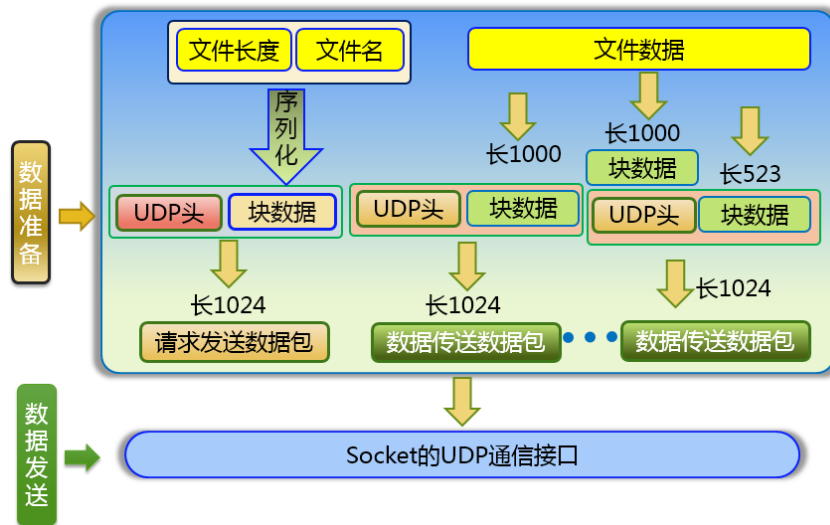 文件长度
文件名
文件数据
序列化
长1000
长1000
块数据
长523
数据准备
UDP头
块数据
UDP头
块数据
UDP头
块数据
长1024
长1024
长1024
请求发送数据包
数据传送数据包
数据传送数据包
数据发送
Socket的UDP通信接口